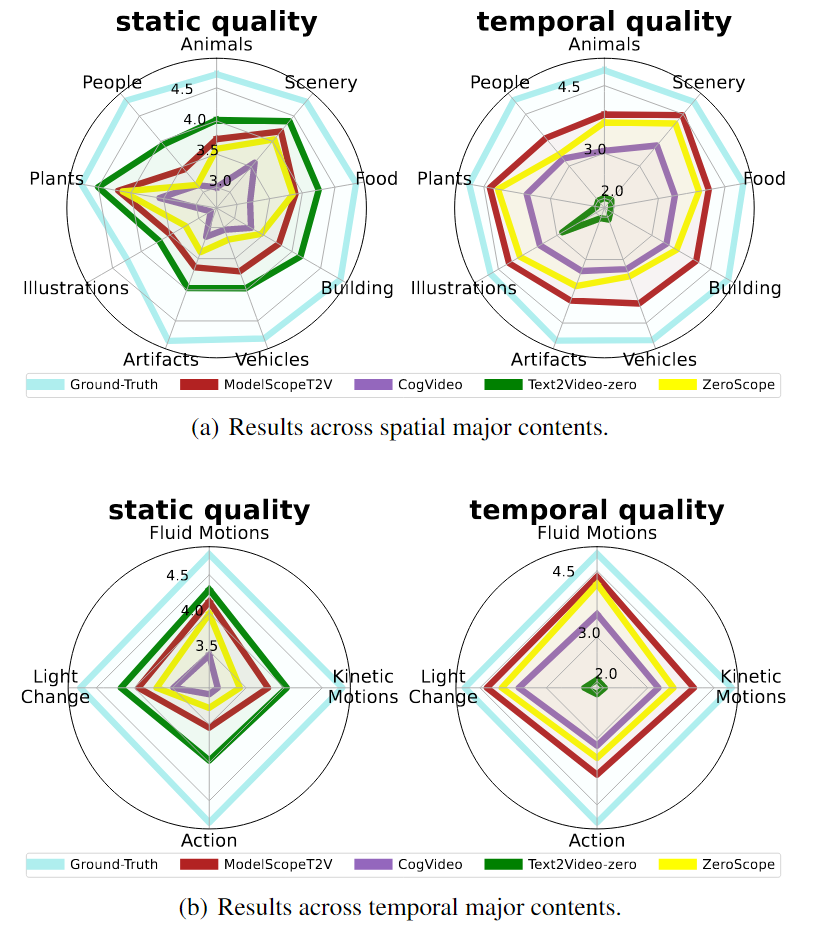 static quality
Animals
People
Scenery
4.5
4.0
3.5
3.0
Plants
Food
Illustrations
Building
Artifacts
Vehicles
temporal quality
Animals
People
Scenery
4.5
3.0
2.0
Plants
Food
Illustrations
Building
Artifacts
Vehicles
Ground-Truth ModelScopeT2V CogVideo Text2Video-zero ZeroScope
(a) Results across spatial major contents.
static quality
Fluid Motions
4.5
4.0
3.5
Light
Change
Kinetic
Motions
Action
temporal quality
Fluid Motions
4.5
3.0
2.0
Light
Change
Kinetic
Motions
Action
Ground-Truth ModelScopeT2V CogVideo Text2Video-zero ZeroScope
(b) Results across temporal major contents.